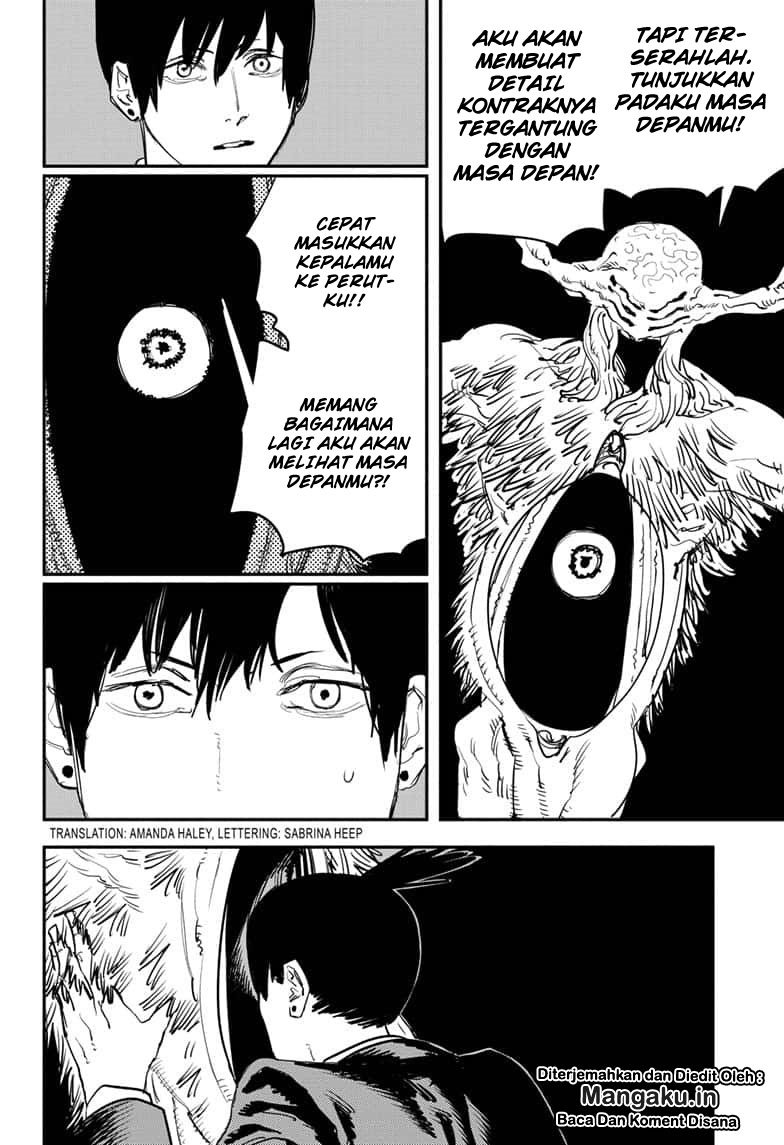 TAPI TER-
SERAHLAH.
TUNJUKKAN
PADAKU MASA
DEPANMU!
AKU AKAN
MEMBUAT
DETAIL
KONTRAKNYA
TERGANTUNG
DENGAN
MASA DEPAN!
CEPAT
MASUKKAN
KEPALAMU
KE PERUT-
KU!!
MEMANG
BAGAIMANA
LAGI AKU AKAN
MELIHAT MASA
DEPANMU?!
TRANSLATION: AMANDA HALEY, LETTERING: SABRINA HEEP
Diterjemahkan dan Diedit Oleh:
Mangaku.in
Baca Dan Koment Disana